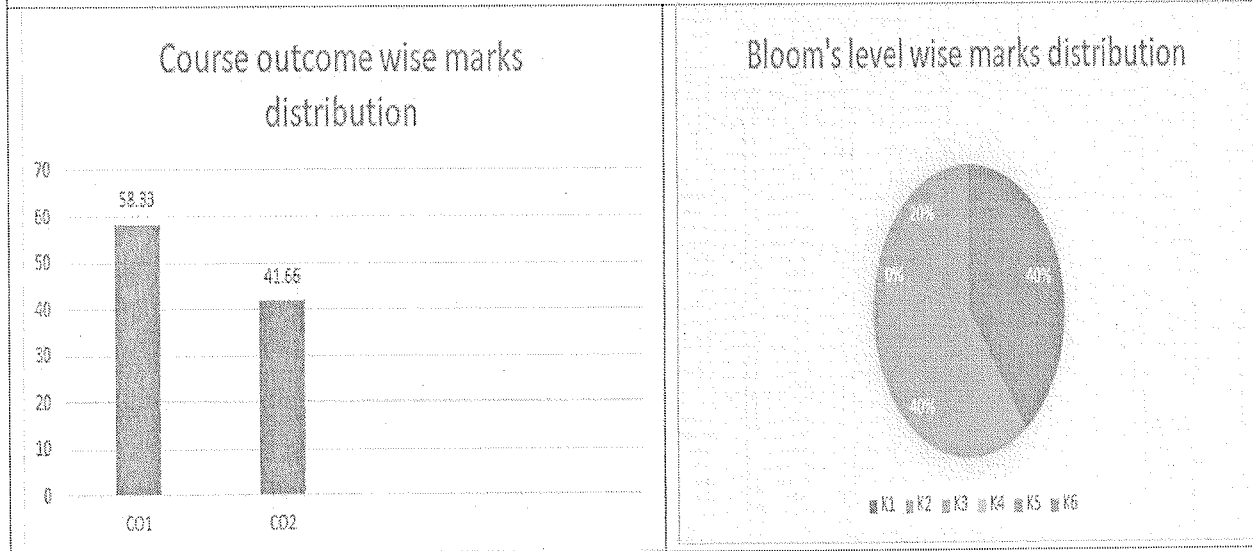 Course outcome wise marks
distribution
70
60
50
40
30
20
10
0
58.33
41.66
CO1
CO2
Bloom's level wise marks distribution
20%
0%
40%
40%
K1 K2 K3 K4 K5 K6